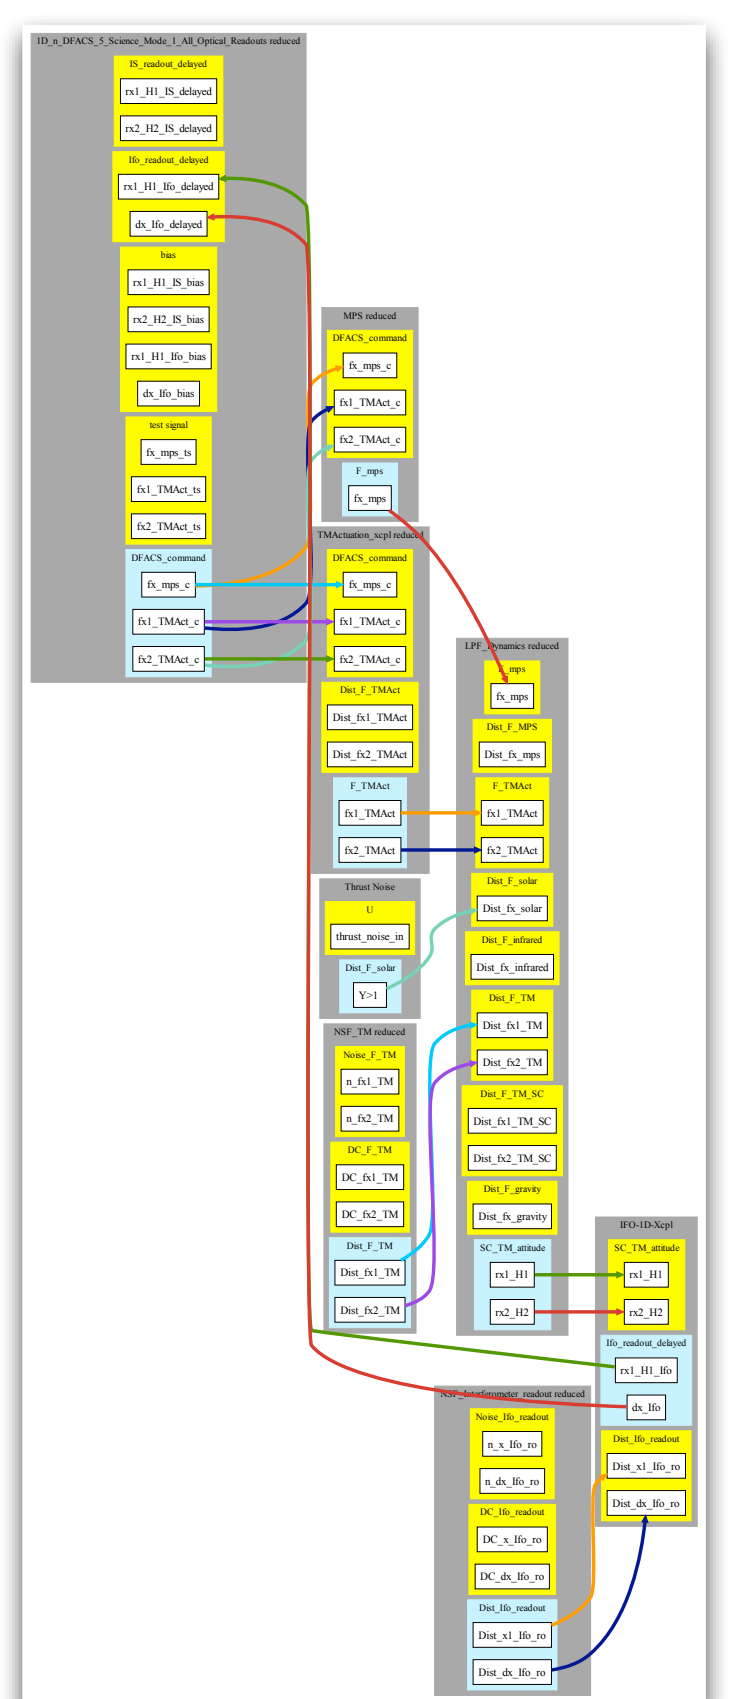 1D_n_DFACS_5_Science_Mode_1_All_Optical_Readouts reduced
IS_readout_delayed
rx1_H1_IS_delayed
rx2_H2_IS_delayed
Ifo_readout_delayed
rx1_H1_Ifo_delayed
dx_Ifo_delayed
bias
rx1_H1_IS_bias
rx2_H2_IS_bias
rx1_H1_Ifo_bias
dx_Ifo_bias
test signal
fx_mps_ts
fx1_TMAct_ts
fx2_TMAct_ts
DFACS_command
fx_mps_c
fx1_TMAct_c
fx2_TMAct_c
MPS reduced
DFACS_command
fx_mps_c
fx1_TMAct_c
fx2_TMAct_c
F_mps
fx_mps
TMActuation_xcpl reduced
DFACS_command
fx_mps_c
fx1_TMAct_c
fx2_TMAct_c
Dist_F_TMAct
Dist_fx1_TMAct
Dist_fx2_TMAct
F_TMAct
fx1_TMAct
fx2_TMAct
Thrust Noise
U
thrust_noise_in
Dist_F_solar
Y>1
NSF_TM reduced
Noise_F_TM
n_fx1_TM
n_fx2_TM
DC_F_TM
DC_fx1_TM
DC_fx2_TM
Dist_F_TM
Dist_fx1_TM
Dist_fx2_TM
LPF_Dynamics reduced
F_mps
fx_mps
Dist_F_MPS
Dist_fx_mps
F_TMAct
fx1_TMAct
fx2_TMAct
Dist_F_solar
Dist_fx_solar
Dist_F_infrared
Dist_fx_infrared
Dist_F_TM
Dist_fx1_TM
Dist_fx2_TM
Dist_F_TM_SC
Dist_fx1_TM_SC
Dist_fx2_TM_SC
Dist_F_gravity
Dist_fx_gravity
SC_TM_attitude
rx1_H1
rx2_H2
IFO-1D-Xcpl
SC_TM_attitude
rx1_H1
rx2_H2
Ifo_readout_delayed
rx1_H1_Ifo
dx_Ifo
Dist_Ifo_readout
Dist_x1_Ifo_ro
Dist_dx_Ifo_ro
NSF_Interferometer_readout reduced
Noise_Ifo_readout
n_x_Ifo_ro
n_dx_Ifo_ro
DC_Ifo_readout
DC_x_Ifo_ro
DC_dx_Ifo_ro
Dist_Ifo_readout
Dist_x1_Ifo_ro
Dist_dx_Ifo_ro